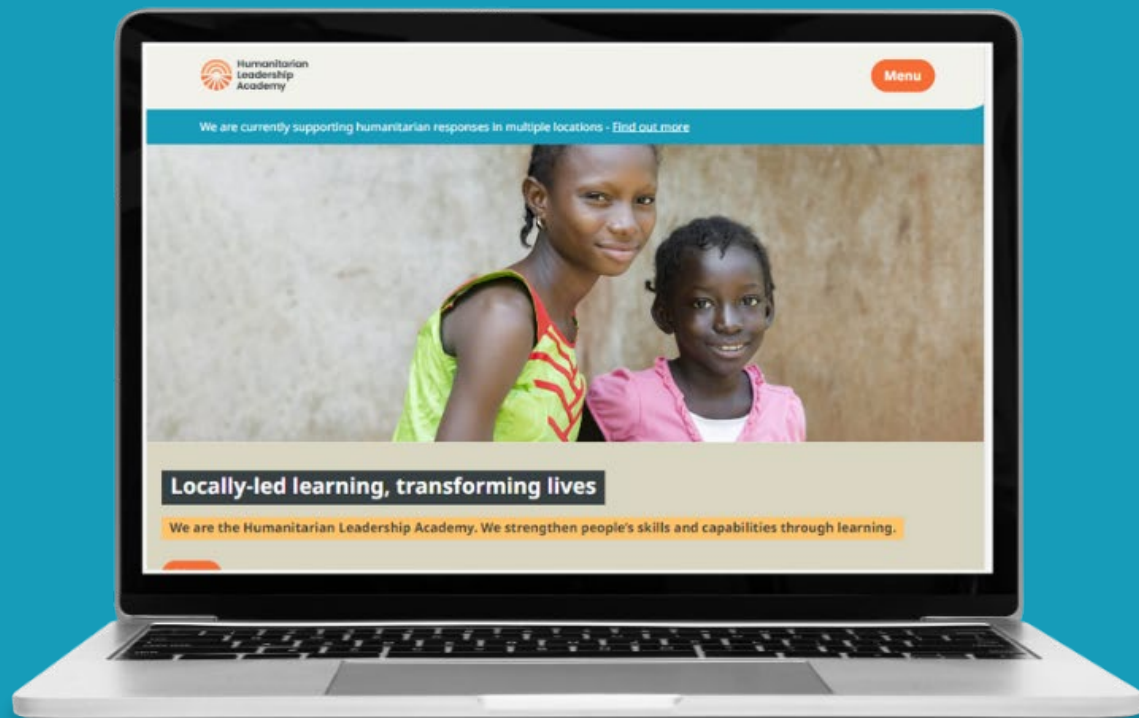 Humanitarian
Leadership
Academy
Menu
We are currently supporting humanitarian responses in multiple locations - Find out more
Locally-led learning, transforming lives
We are the Humanitarian Leadership Academy. We strengthen people's skills and capabilities through learning.